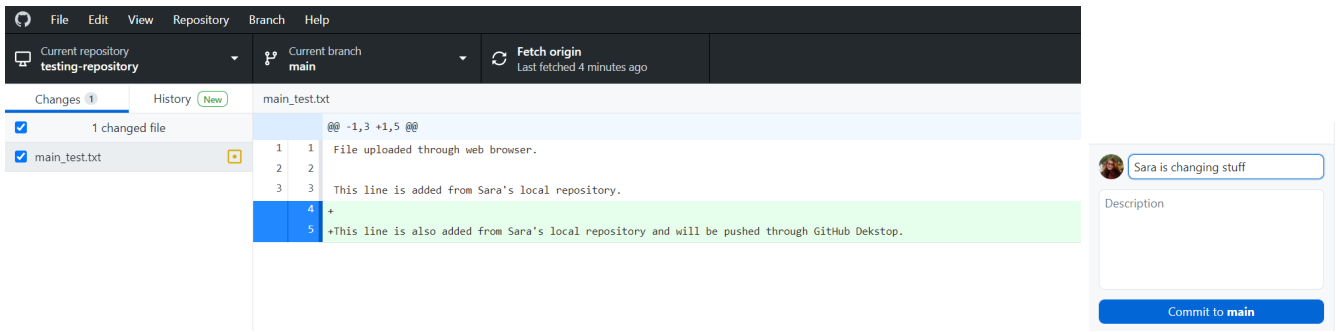 File Edit View Repository Branch Help
Current repository
testing-repository
Current branch
main
Fetch origin
Last fetched 4 minutes ago
Changes 1 History New
1 changed file
main_test.txt
main_test.txt
@@ -1,3 +1,5 @@
1 1 File uploaded through web browser.
2 2
3 3 This line is added from Sara's local repository.
4 +
5 +This line is also added from Sara's local repository and will be pushed through GitHub Dekstop.
Sara is changing stuff
Description
Commit to main